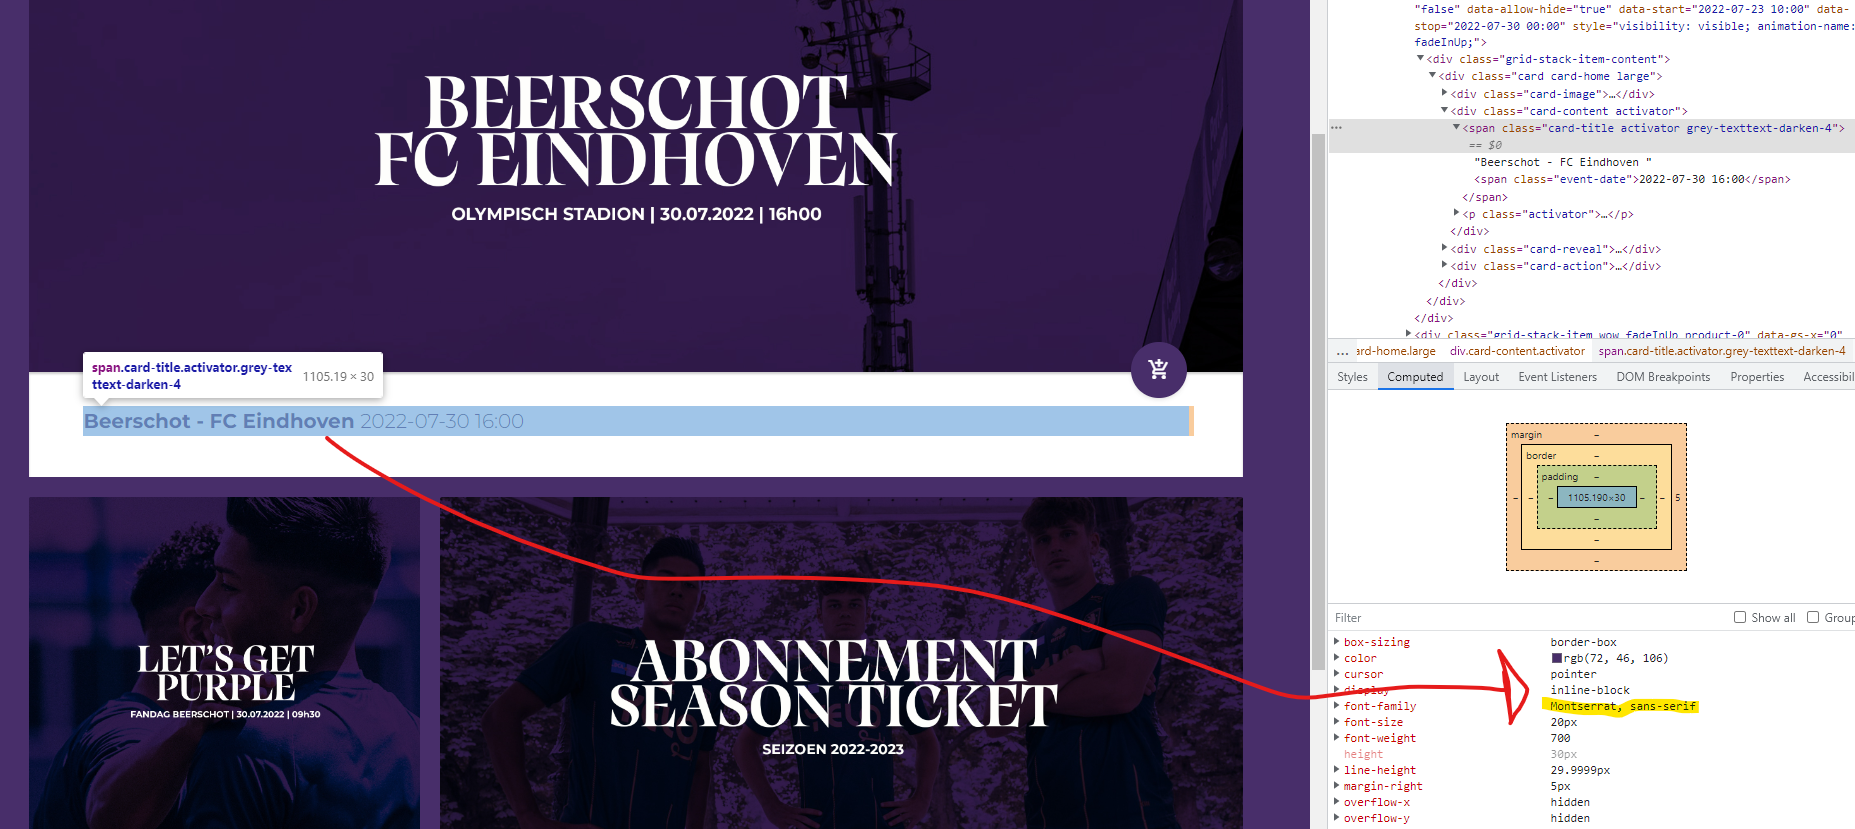 BEERSCHOT
FC EINDHOVEN
OLYMPISCH STADION | 30.07.2022 | 16h00
span.card-title.activator.grey-tex
ttext-darken-4
1105.19 × 30
Beerschot - FC Eindhoven 2022-07-30 16:00
LET'S GET
PURPLE
FANDAG BEERSCHOT | 30.07.2022 | 09h30
ABONNEMENT
SEASON TICKET
SEIZOEN 2022-2023
"false" data-allow-hide="true" data-start="2022-07-23 10:00" data-
stop="2022-07-30 00:00" style="visibility: visible; animation-name:
fadeInUp;">
<div class="grid-stack-item-content">
<div class="card card-home large">
<div class="card-image">…</div>
<div class="card-content activator">
<span class="card-title activator grey-texttext-darken-4">
== $0
"Beerschot - FC Eindhoven "
<span class="event-date">2022-07-30 16:00</span>
</span>
<p class="activator">…</p>
</div>
<div class="card-reveal">…</div>
<div class="card-action">…</div>
</div>
</div>
</div>
<div class="grid-stack-item wow fadeInUp product-0" data-gs-x="0"
... ard-home.large div.card-content.activator span.card-title.activator.grey-texttext-darken-4
Styles Computed Layout Event Listeners DOM Breakpoints Properties Accessibil
margin –
border –
padding –
– – – 1105.190×30 – – 5
–
–
–
Filter Show all Group
box-sizing border-box
color rgb(72, 46, 106)
cursor pointer
display inline-block
font-family Montserrat, sans-serif
font-size 20px
font-weight 700
height 30px
line-height 29.9999px
margin-right 5px
overflow-x hidden
overflow-y hidden